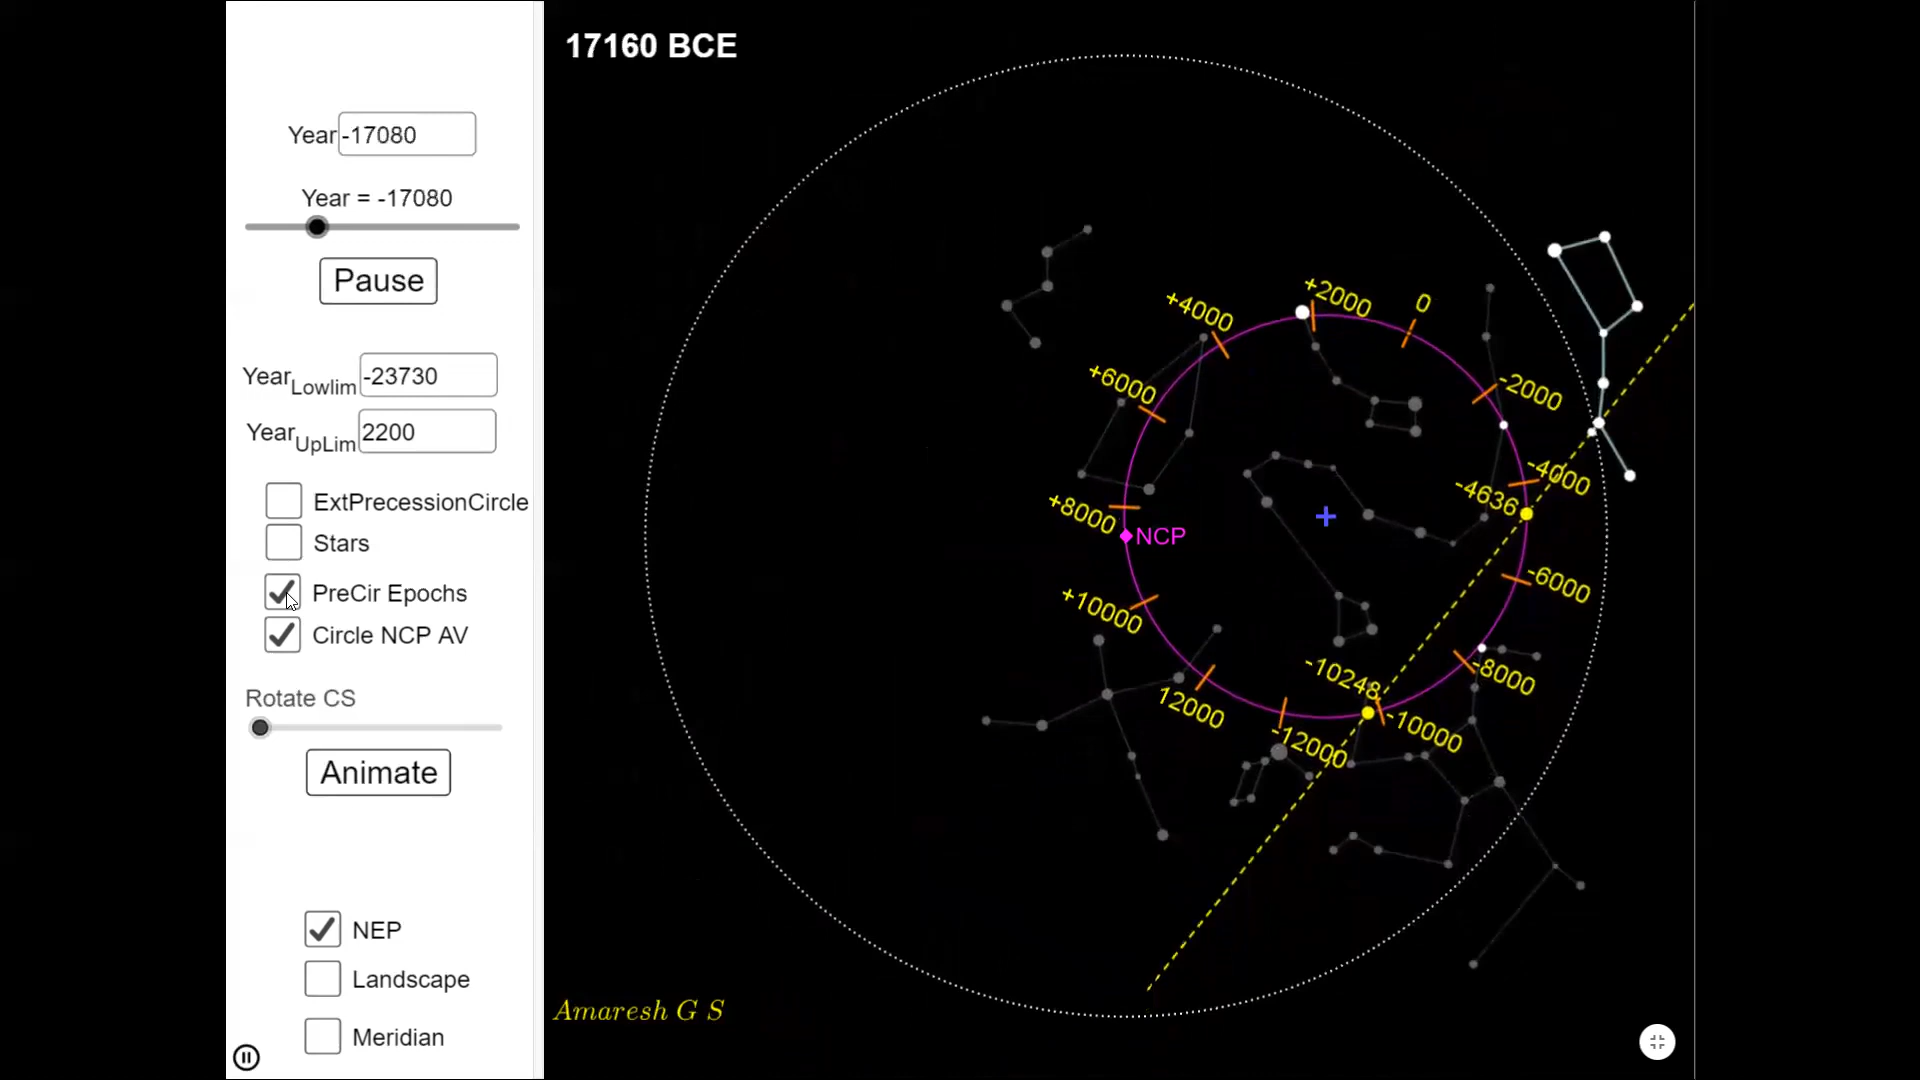 17160 BCE
Year -17080
Year = -17080
Pause
YearLowlim -23730
YearUpLim 2200
ExtPrecessionCircle
Stars
PreCir Epochs
Circle NCP AV
Rotate CS
Animate
NEP
Landscape
Meridian
+2000
0
+4000
-2000
+6000
-4000
-4636
+8000
NCP
-6000
+10000
-10248
-8000
12000
-10000
-12000
Amaresh G S